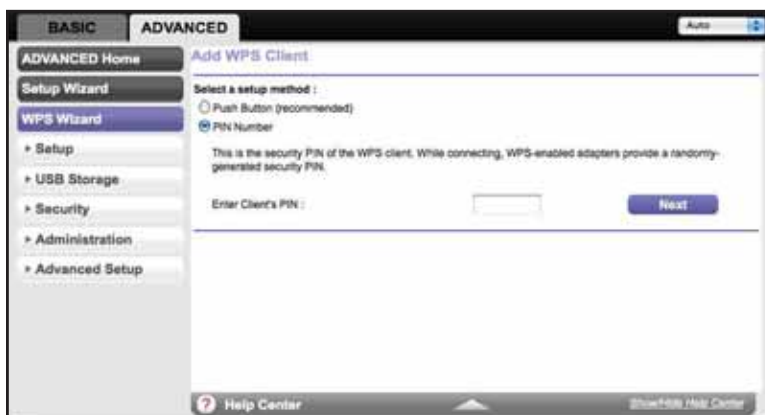 BASIC
ADVANCED
Auto
ADVANCED Home
Setup Wizard
WPS Wizard
Setup
USB Storage
Security
Administration
Advanced Setup
Add WPS Client
Select a setup method :
Push Button (recommended)
PIN Number
This is the security PIN of the WPS client. While connecting, WPS-enabled adapters provide a randomly-
generated security PIN.
Enter Client's PIN :
Next
? Help Center
Show/Hide Help Center